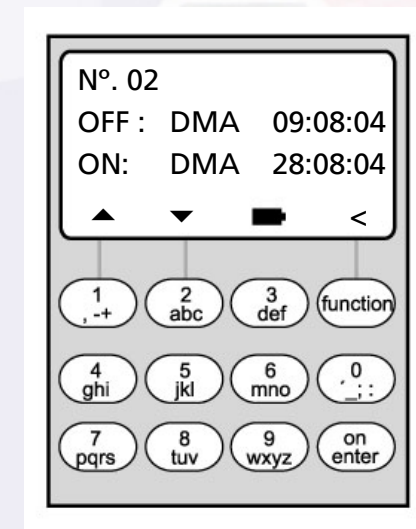 Nº. 02
OFF : DMA 09:08:04
ON: DMA 28:08:04
<
1 2 3 function
, -+ abc def
4 5 6 0
ghi jkl mno ´_; :
7 8 9 on
pqrs tuv wxyz enter